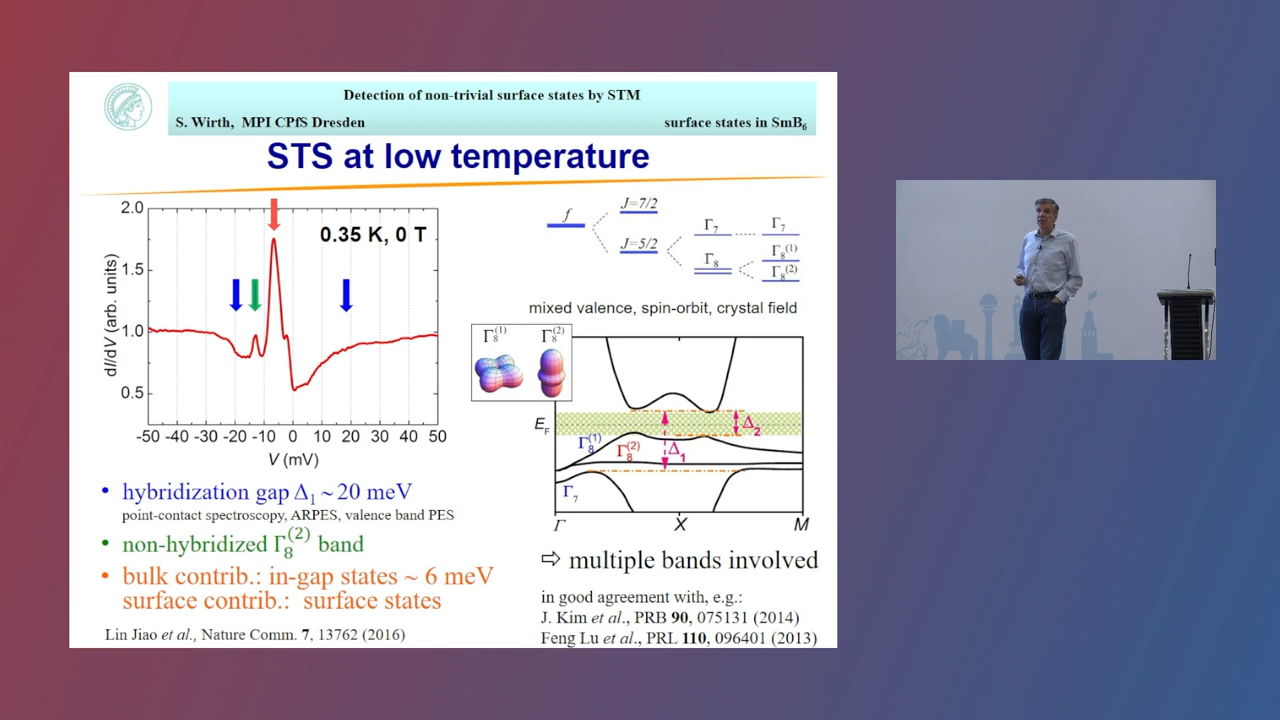 Detection of non-trivial surface states by STM
S. Wirth, MPI CPfS Dresden
surface states in SmB₆
STS at low temperature
2.0
1.5
1.0
0.5
dI/dV (arb. units)
0.35 K, 0 T
-50 -40 -30 -20 -10 0 10 20 30 40 50
V (mV)
f
J=7/2
J=5/2
Γ₇
Γ₈
Γ₇
Γ₈⁽¹⁾
Γ₈⁽²⁾
mixed valence, spin-orbit, crystal field
Γ₈⁽¹⁾ Γ₈⁽²⁾
E_F
Γ₈⁽¹⁾
Γ₈⁽²⁾
Δ₁
Δ₂
Γ₇
Γ X M
• hybridization gap Δ₁ ~ 20 meV
point-contact spectroscopy, ARPES, valence band PES
• non-hybridized Γ₈⁽²⁾ band
• bulk contrib.: in-gap states ~ 6 meV
surface contrib.: surface states
Lin Jiao et al., Nature Comm. 7, 13762 (2016)
⇨ multiple bands involved
in good agreement with, e.g.:
J. Kim et al., PRB 90, 075131 (2014)
Feng Lu et al., PRL 110, 096401 (2013)